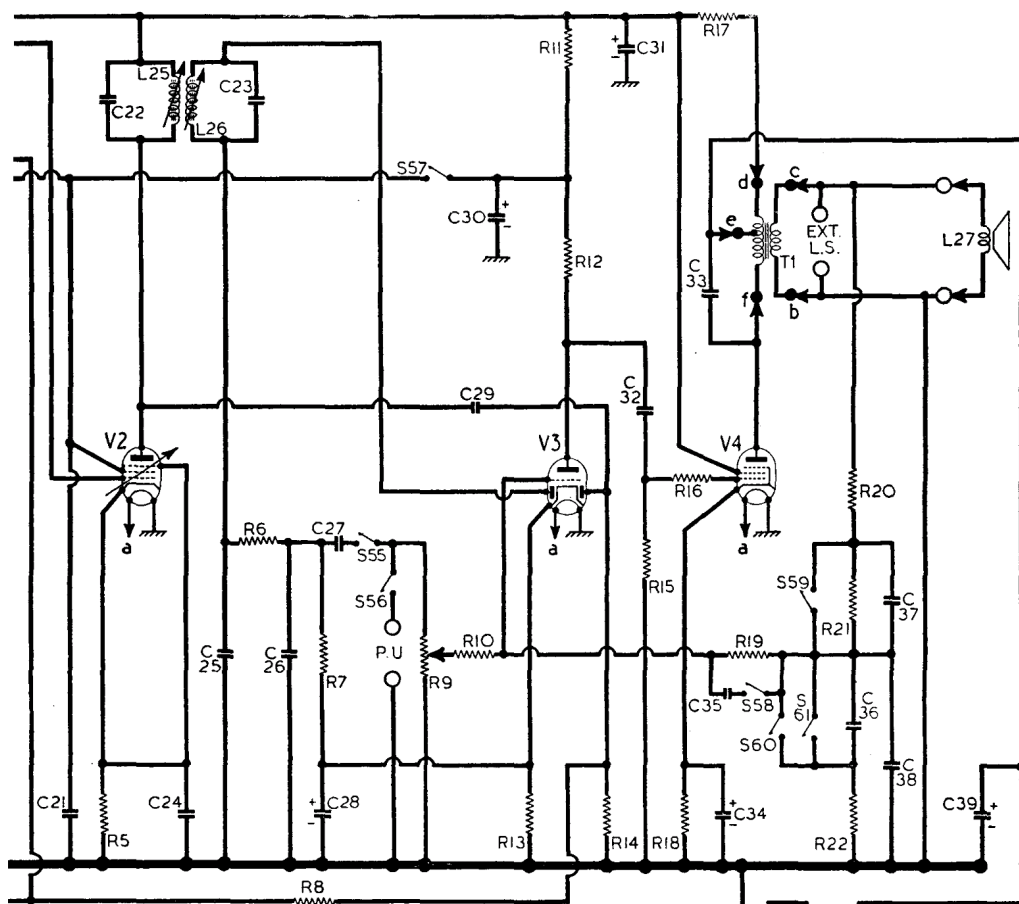 R17
R11
C31
L25
C23
C22
L26
S57
d
c
C30
e
EXT.
L.S.
L27
R12
T1
C
33
f
b
C29
C
32
V2
V3
V4
R16
R20
a
a
a
R6
C27
S55
S59
C
37
S56
R15
R21
P.U
R10
R19
C
25
C
26
R7
R9
C35
S58
S
61
C
36
S60
C
38
C21
C24
C28
C34
C39
R5
R13
R14
R18
R22
R8